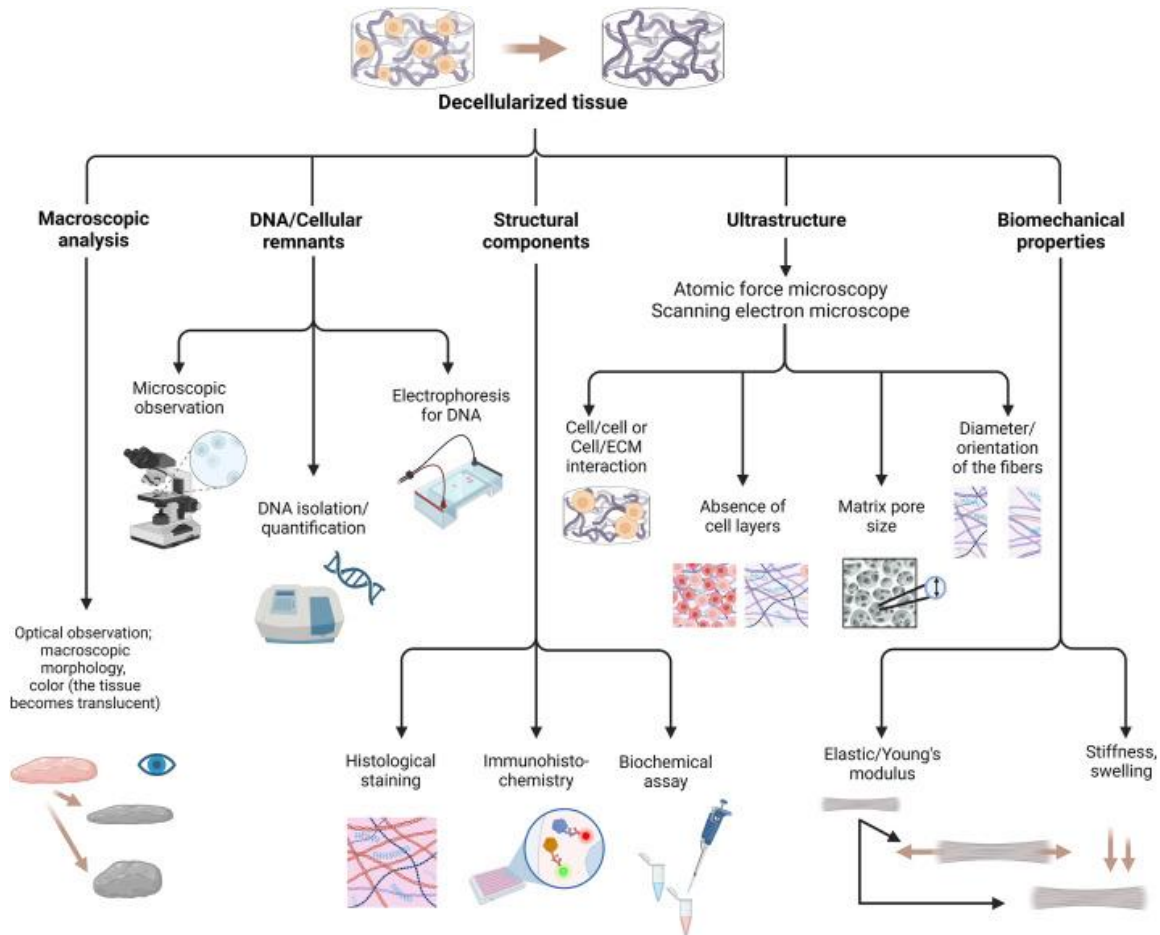 Decellularized tissue
Macroscopic
analysis
DNA/Cellular
remnants
Structural
components
Ultrastructure
Biomechanical
properties
Atomic force microscopy
Scanning electron microscope
Microscopic
observation
Electrophoresis
for DNA
DNA isolation/
quantification
Cell/cell or
Cell/ECM
interaction
Absence of
cell layers
Matrix pore
size
Diameter/
orientation
of the fibers
Optical observation;
macroscopic
morphology,
color (the tissue
becomes translucent)
Histological
staining
Immunohisto-
chemistry
Biochemical
assay
Elastic/Young's
modulus
Stiffness,
swelling